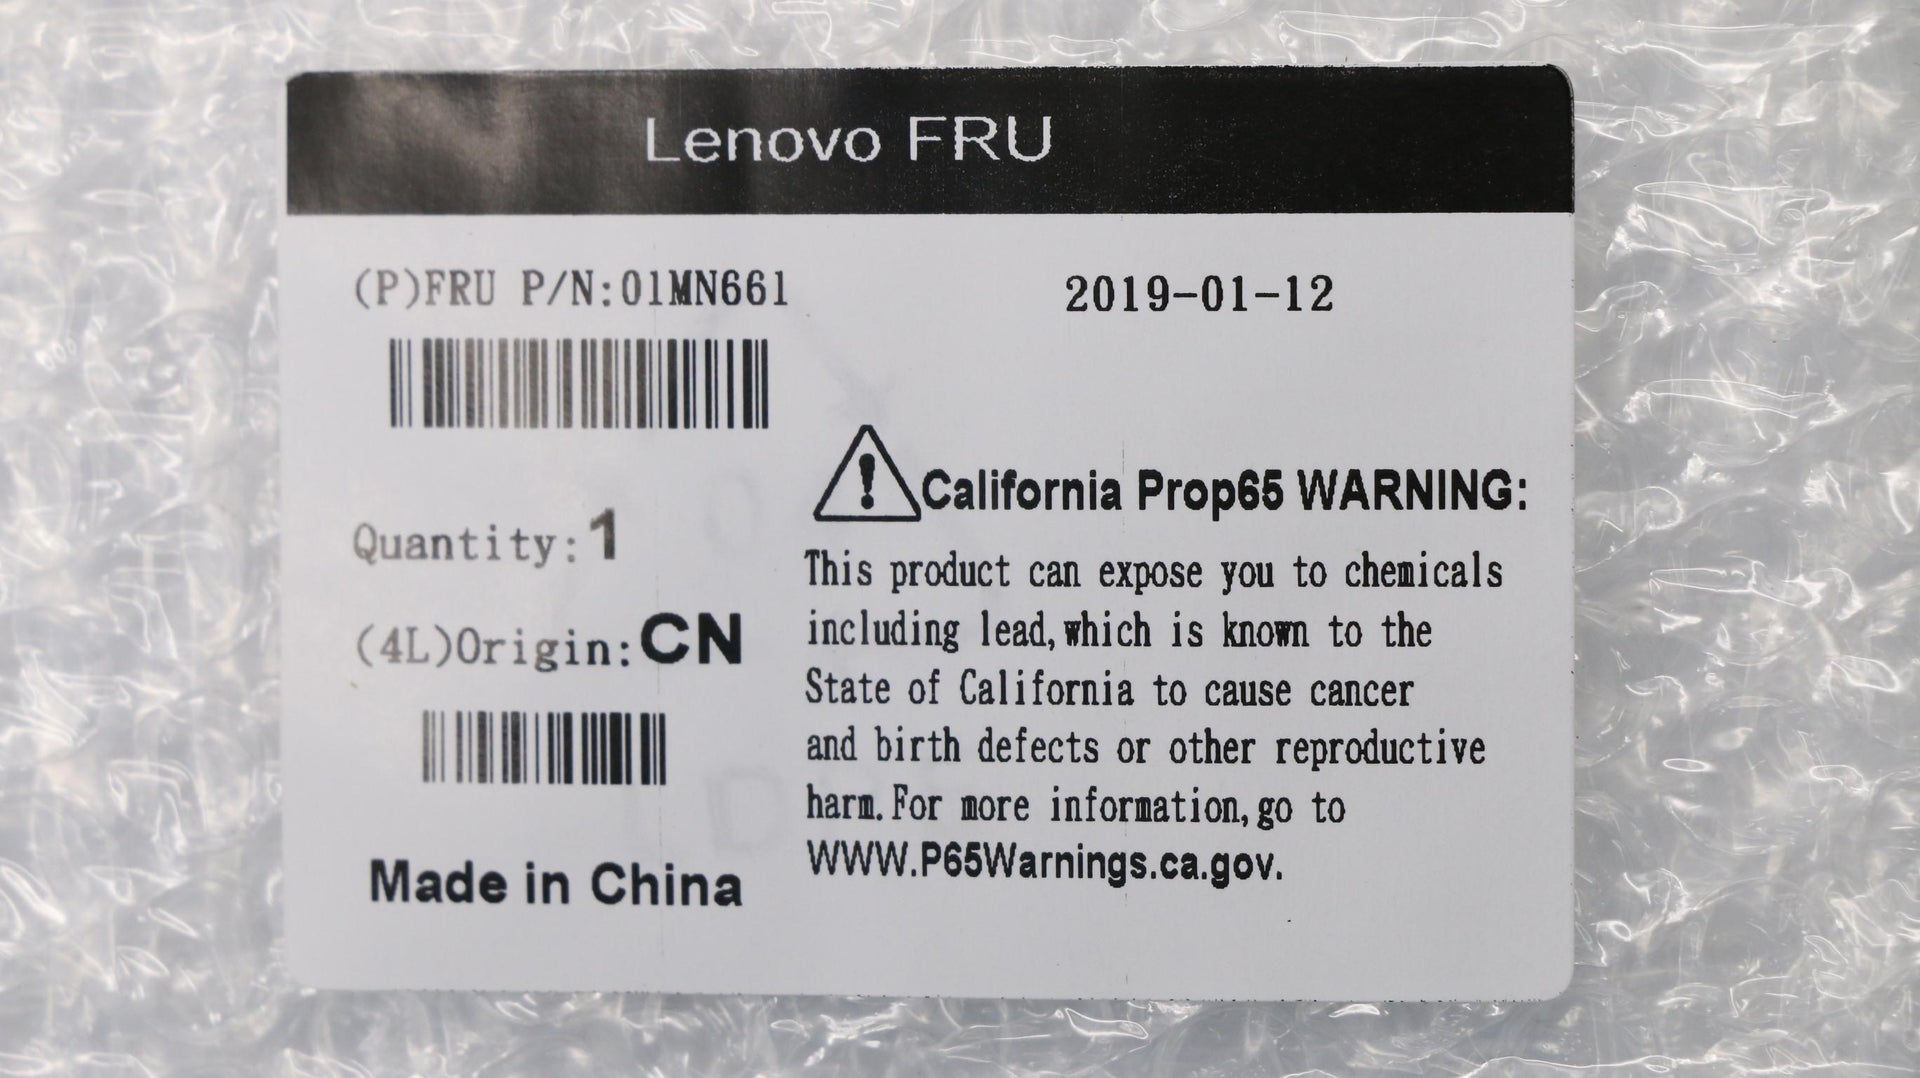 Lenovo FRU
(P)FRU P/N:01MN661
2019-01-12
Quantity:1
(4L)Origin:CN
Made in China
California Prop65 WARNING:
This product can expose you to chemicals
including lead,which is known to the
State of California to cause cancer
and birth defects or other reproductive
harm.For more information,go to
WWW.P65Warnings.ca.gov.